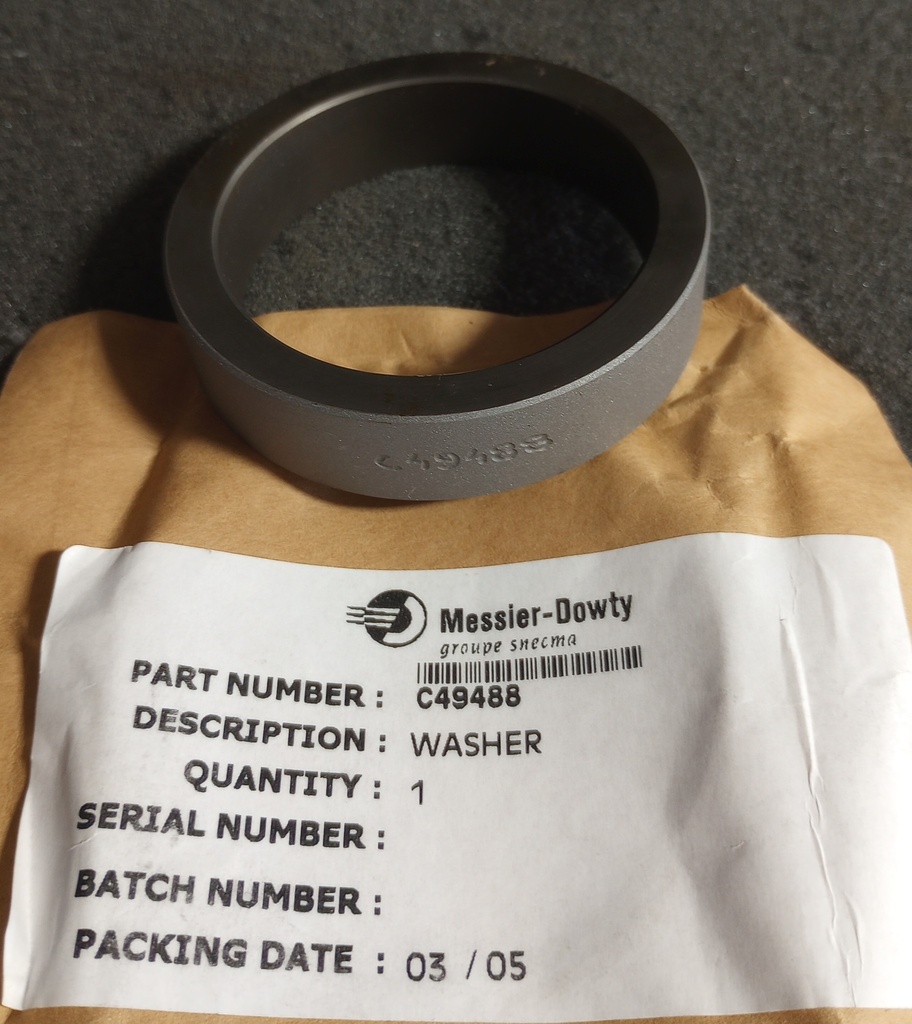 C49488
Messier-Dowty
groupe snecma
PART NUMBER : C49488
DESCRIPTION : WASHER
QUANTITY : 1
SERIAL NUMBER :
BATCH NUMBER :
PACKING DATE : 03 / 05